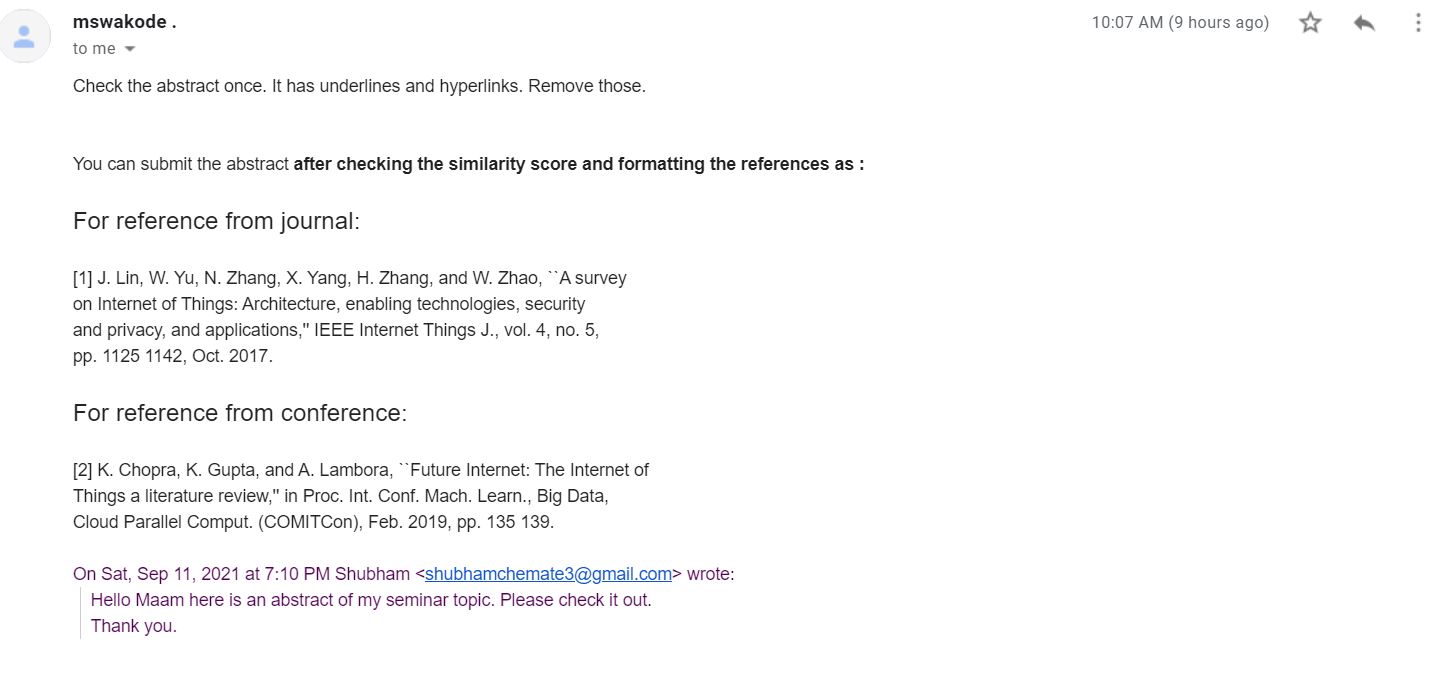 mswakode .
10:07 AM (9 hours ago)
to me
Check the abstract once. It has underlines and hyperlinks. Remove those.
You can submit the abstract after checking the similarity score and formatting the references as :
For reference from journal:
[1] J. Lin, W. Yu, N. Zhang, X. Yang, H. Zhang, and W. Zhao, ``A survey
on Internet of Things: Architecture, enabling technologies, security
and privacy, and applications,'' IEEE Internet Things J., vol. 4, no. 5,
pp. 1125 1142, Oct. 2017.
For reference from conference:
[2] K. Chopra, K. Gupta, and A. Lambora, ``Future Internet: The Internet of
Things a literature review,'' in Proc. Int. Conf. Mach. Learn., Big Data,
Cloud Parallel Comput. (COMITCon), Feb. 2019, pp. 135 139.
On Sat, Sep 11, 2021 at 7:10 PM Shubham <shubhamchemate3@gmail.com> wrote:
Hello Maam here is an abstract of my seminar topic. Please check it out.
Thank you.